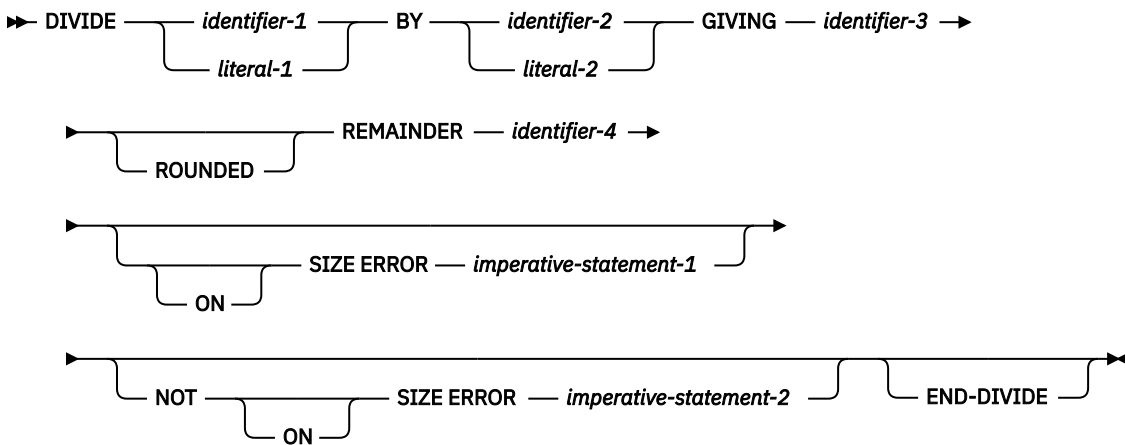 DIVIDE identifier-1 BY identifier-2 GIVING identifier-3
literal-1 literal-2
REMAINDER identifier-4
ROUNDED
SIZE ERROR imperative-statement-1
ON
NOT SIZE ERROR imperative-statement-2 END-DIVIDE
ON